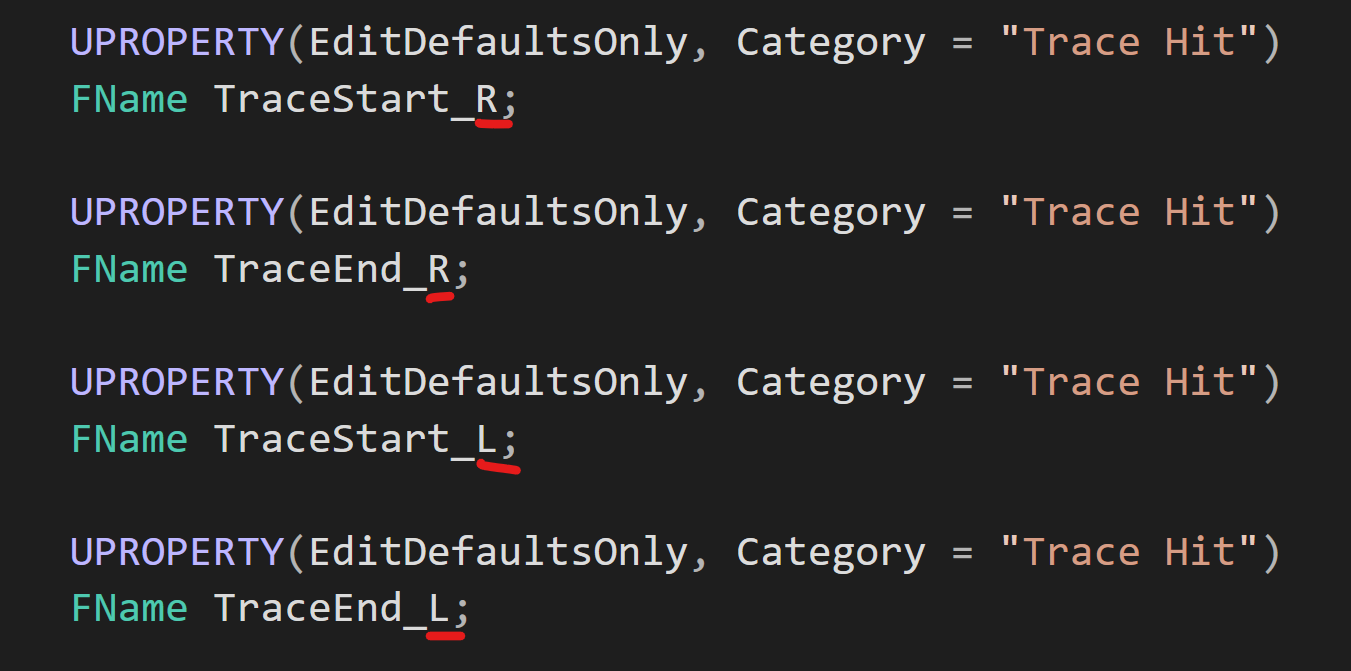 UPROPERTY(EditDefaultsOnly, Category = "Trace Hit")
FName TraceStart_R;
UPROPERTY(EditDefaultsOnly, Category = "Trace Hit")
FName TraceEnd_R;
UPROPERTY(EditDefaultsOnly, Category = "Trace Hit")
FName TraceStart_L;
UPROPERTY(EditDefaultsOnly, Category = "Trace Hit")
FName TraceEnd_L;